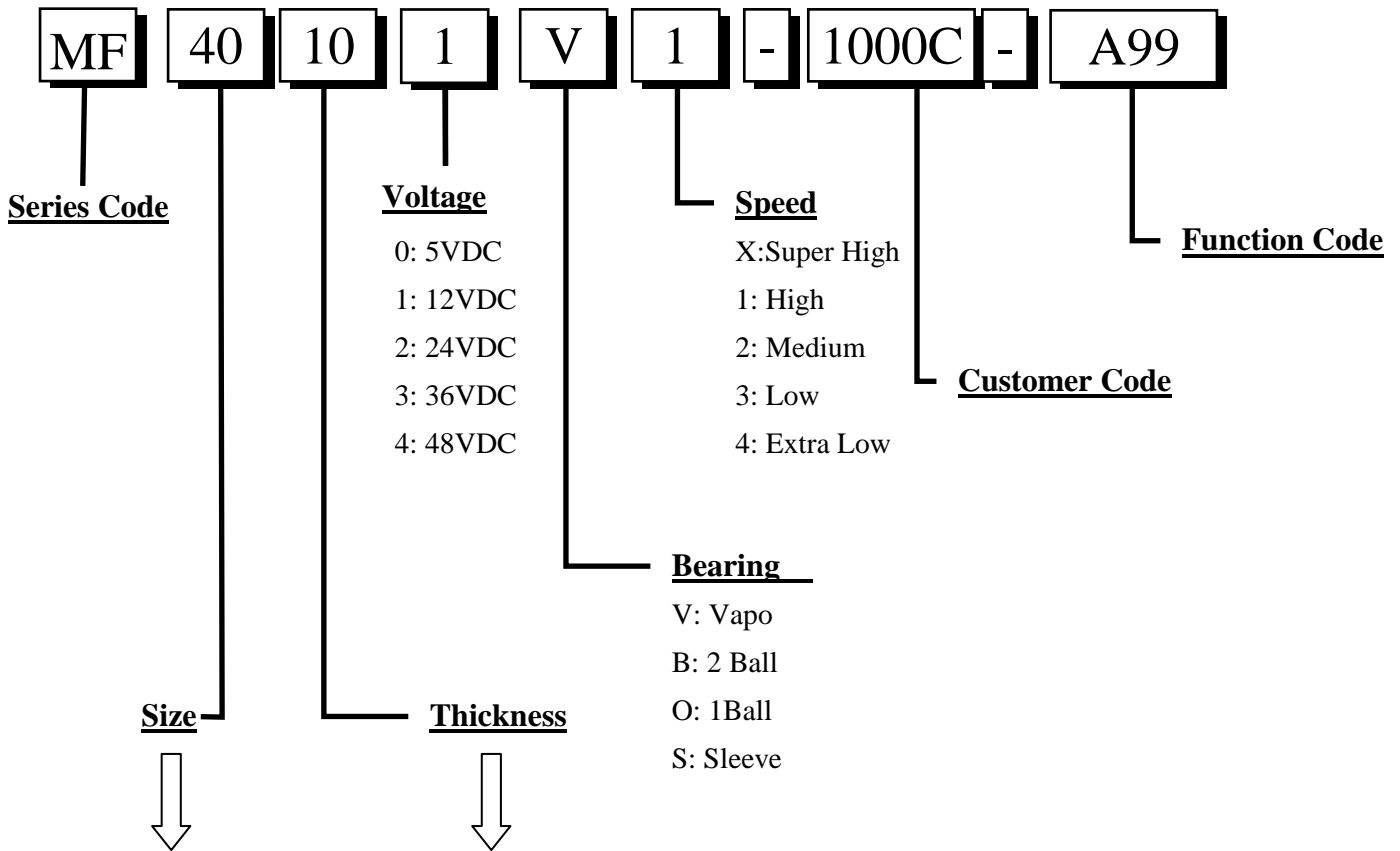 MF 40 10 1 V 1 - 1000C - A99
Series Code
Voltage
0: 5VDC
1: 12VDC
2: 24VDC
3: 36VDC
4: 48VDC
Speed
X:Super High
1: High
2: Medium
3: Low
4: Extra Low
Function Code
Customer Code
Bearing
V: Vapo
B: 2 Ball
O: 1Ball
S: Sleeve
Size
Thickness